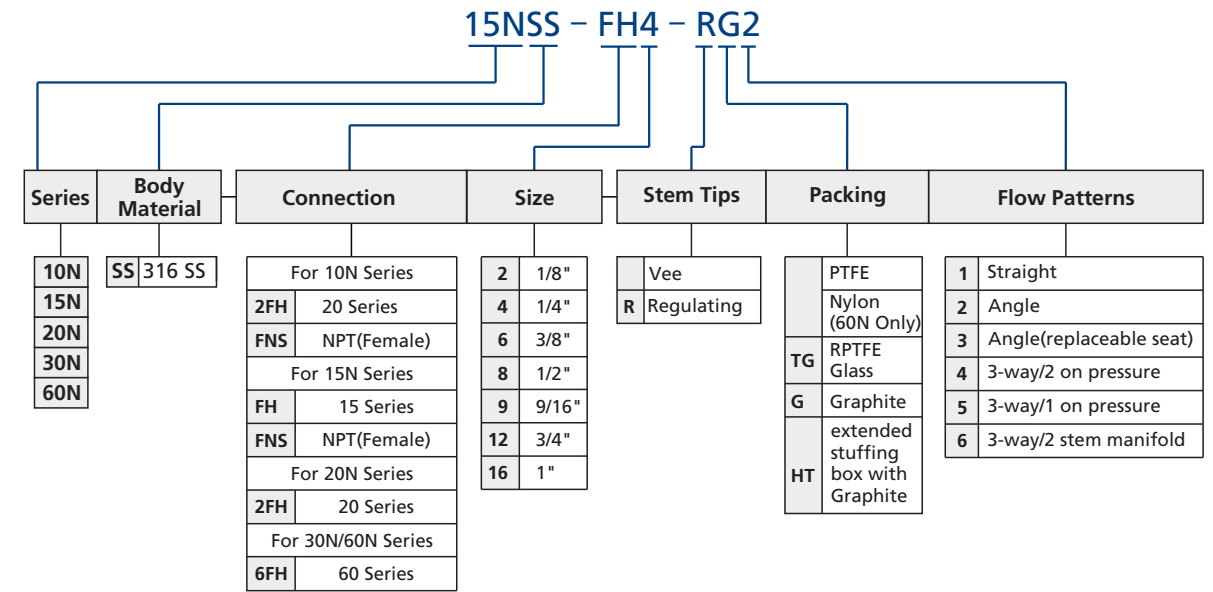 15NSS – FH4 – RG2
Series
Body
Material
Connection
Size
Stem Tips
Packing
Flow Patterns
10N
15N
20N
30N
60N
SS 316 SS
For 10N Series
2FH 20 Series
FNS NPT(Female)
For 15N Series
FH 15 Series
FNS NPT(Female)
For 20N Series
2FH 20 Series
For 30N/60N Series
6FH 60 Series
2 1/8"
4 1/4"
6 3/8"
8 1/2"
9 9/16"
12 3/4"
16 1"
Vee
R Regulating
PTFE
Nylon
(60N Only)
TG RPTFE
Glass
G Graphite
HT extended
stuffing
box with
Graphite
1 Straight
2 Angle
3 Angle(replaceable seat)
4 3-way/2 on pressure
5 3-way/1 on pressure
6 3-way/2 stem manifold